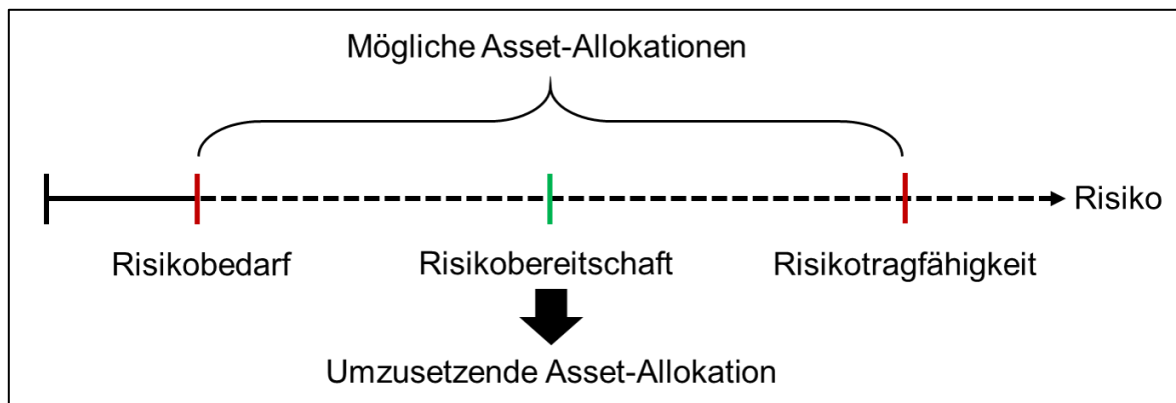 Mögliche Asset-Allokationen
Risiko
Risikobedarf
Risikobereitschaft
Risikotragfähigkeit
Umzusetzende Asset-Allokation